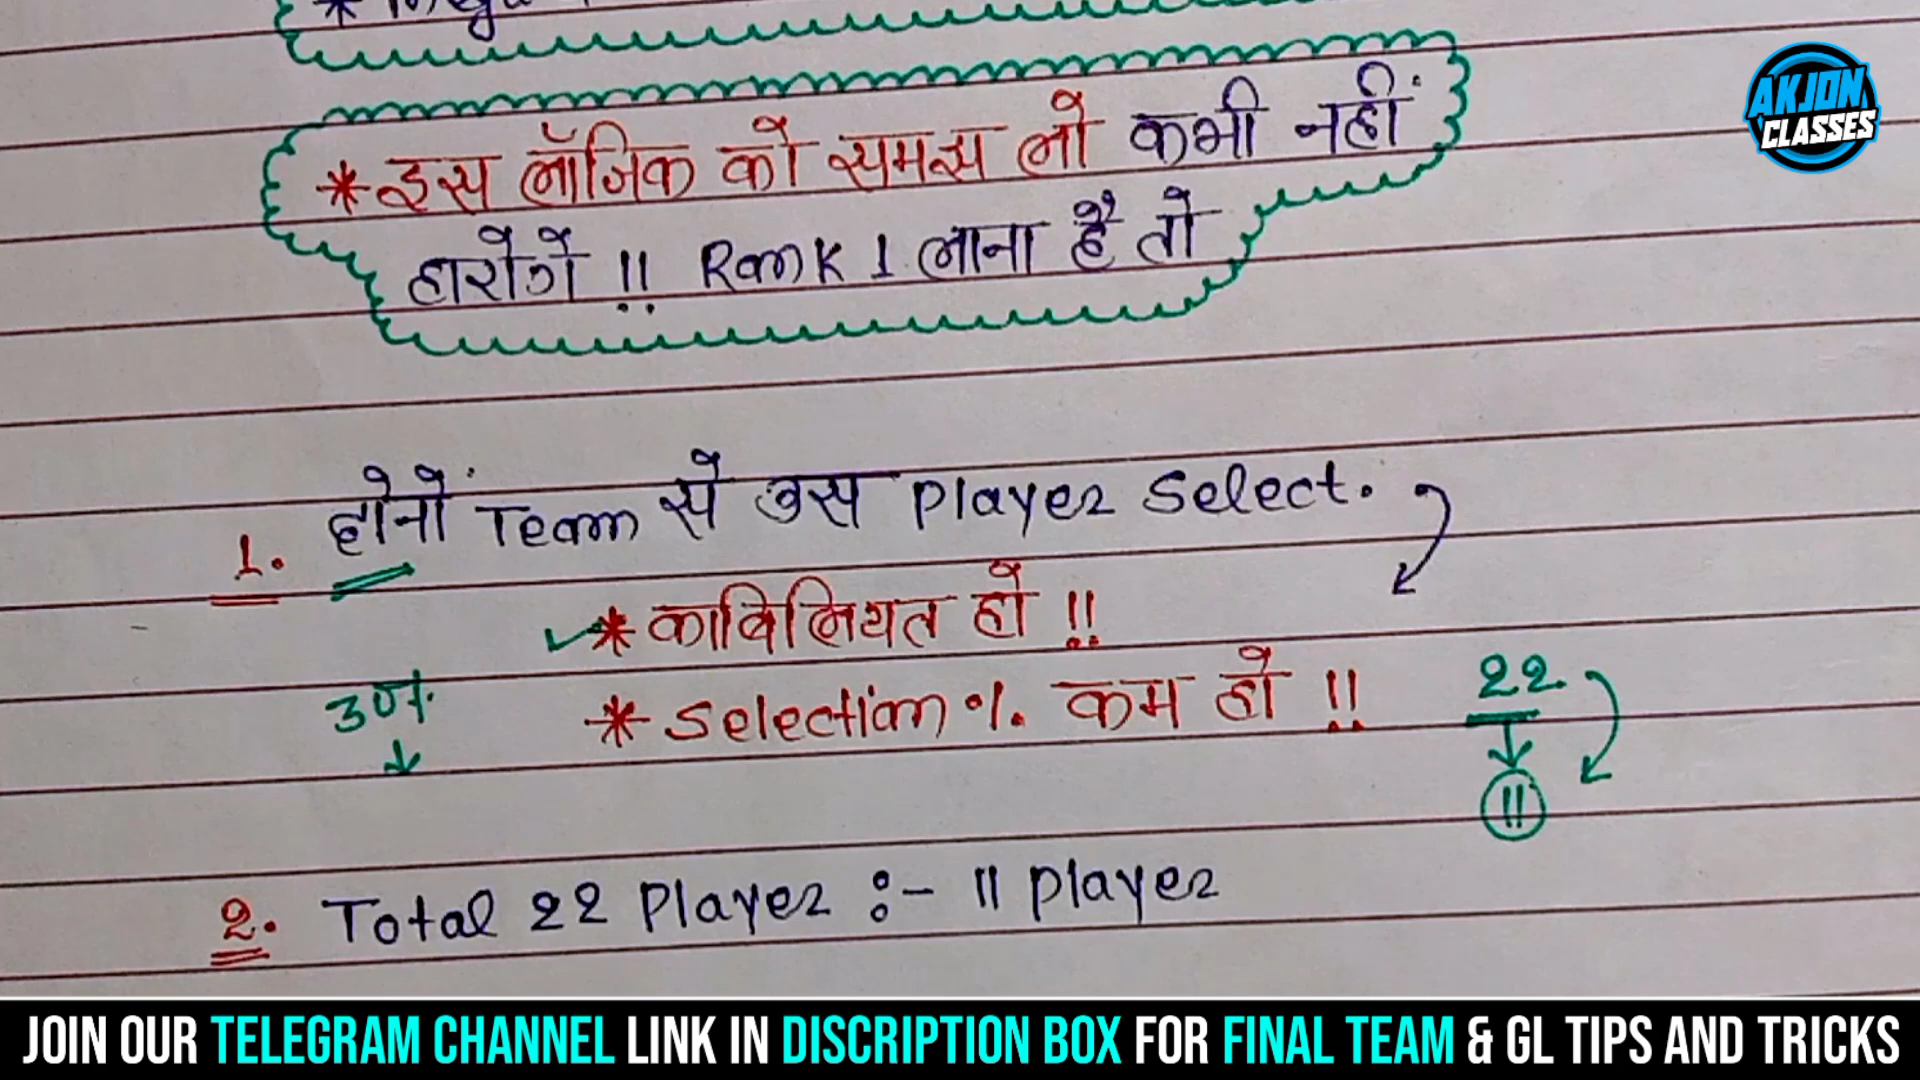 AKJON
CLASSES
* इस लॉजिक को समझ लो कभी नहीं
हारोगे !! Rank 1 लाना है तो
1. दोनों Team से उस Player Select.
* काबिलियत हो !!
30%
* Selection %. कम हो !!
22
11
2. Total 22 Player :- 11 Player
JOIN OUR TELEGRAM CHANNEL LINK IN DISCRIPTION BOX FOR FINAL TEAM & GL TIPS AND TRICKS